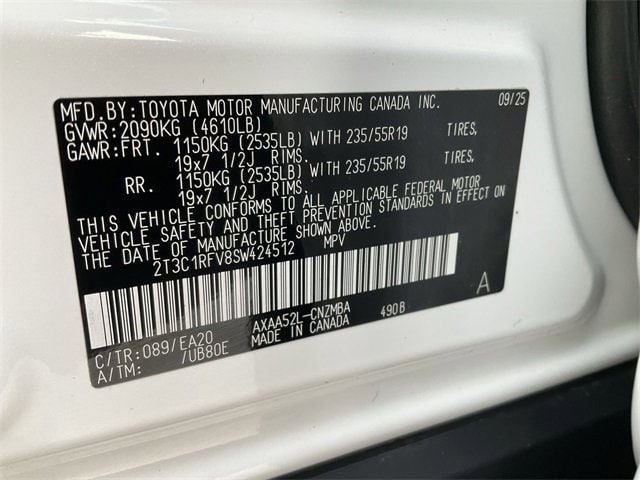 MFD.BY:TOYOTA MOTOR MANUFACTURING CANADA INC. 09/25
GVWR:2090KG (4610LB)
GAWR:FRT. 1150KG (2535LB) WITH 235/55R19 TIRES,
19x7 1/2J RIMS.
RR. 1150KG (2535LB) WITH 235/55R19 TIRES,
19x7 1/2J RIMS.
THIS VEHICLE CONFORMS TO ALL APPLICABLE FEDERAL MOTOR
VEHICLE SAFETY AND THEFT PREVENTION STANDARDS IN EFFECT ON
THE DATE OF MANUFACTURE SHOWN ABOVE.
2T3C1RFV8SW424512 MPV
A
C/TR:089/EA20 AXAA52L-CNZMBA 490B
A/TM: /UB80E MADE IN CANADA